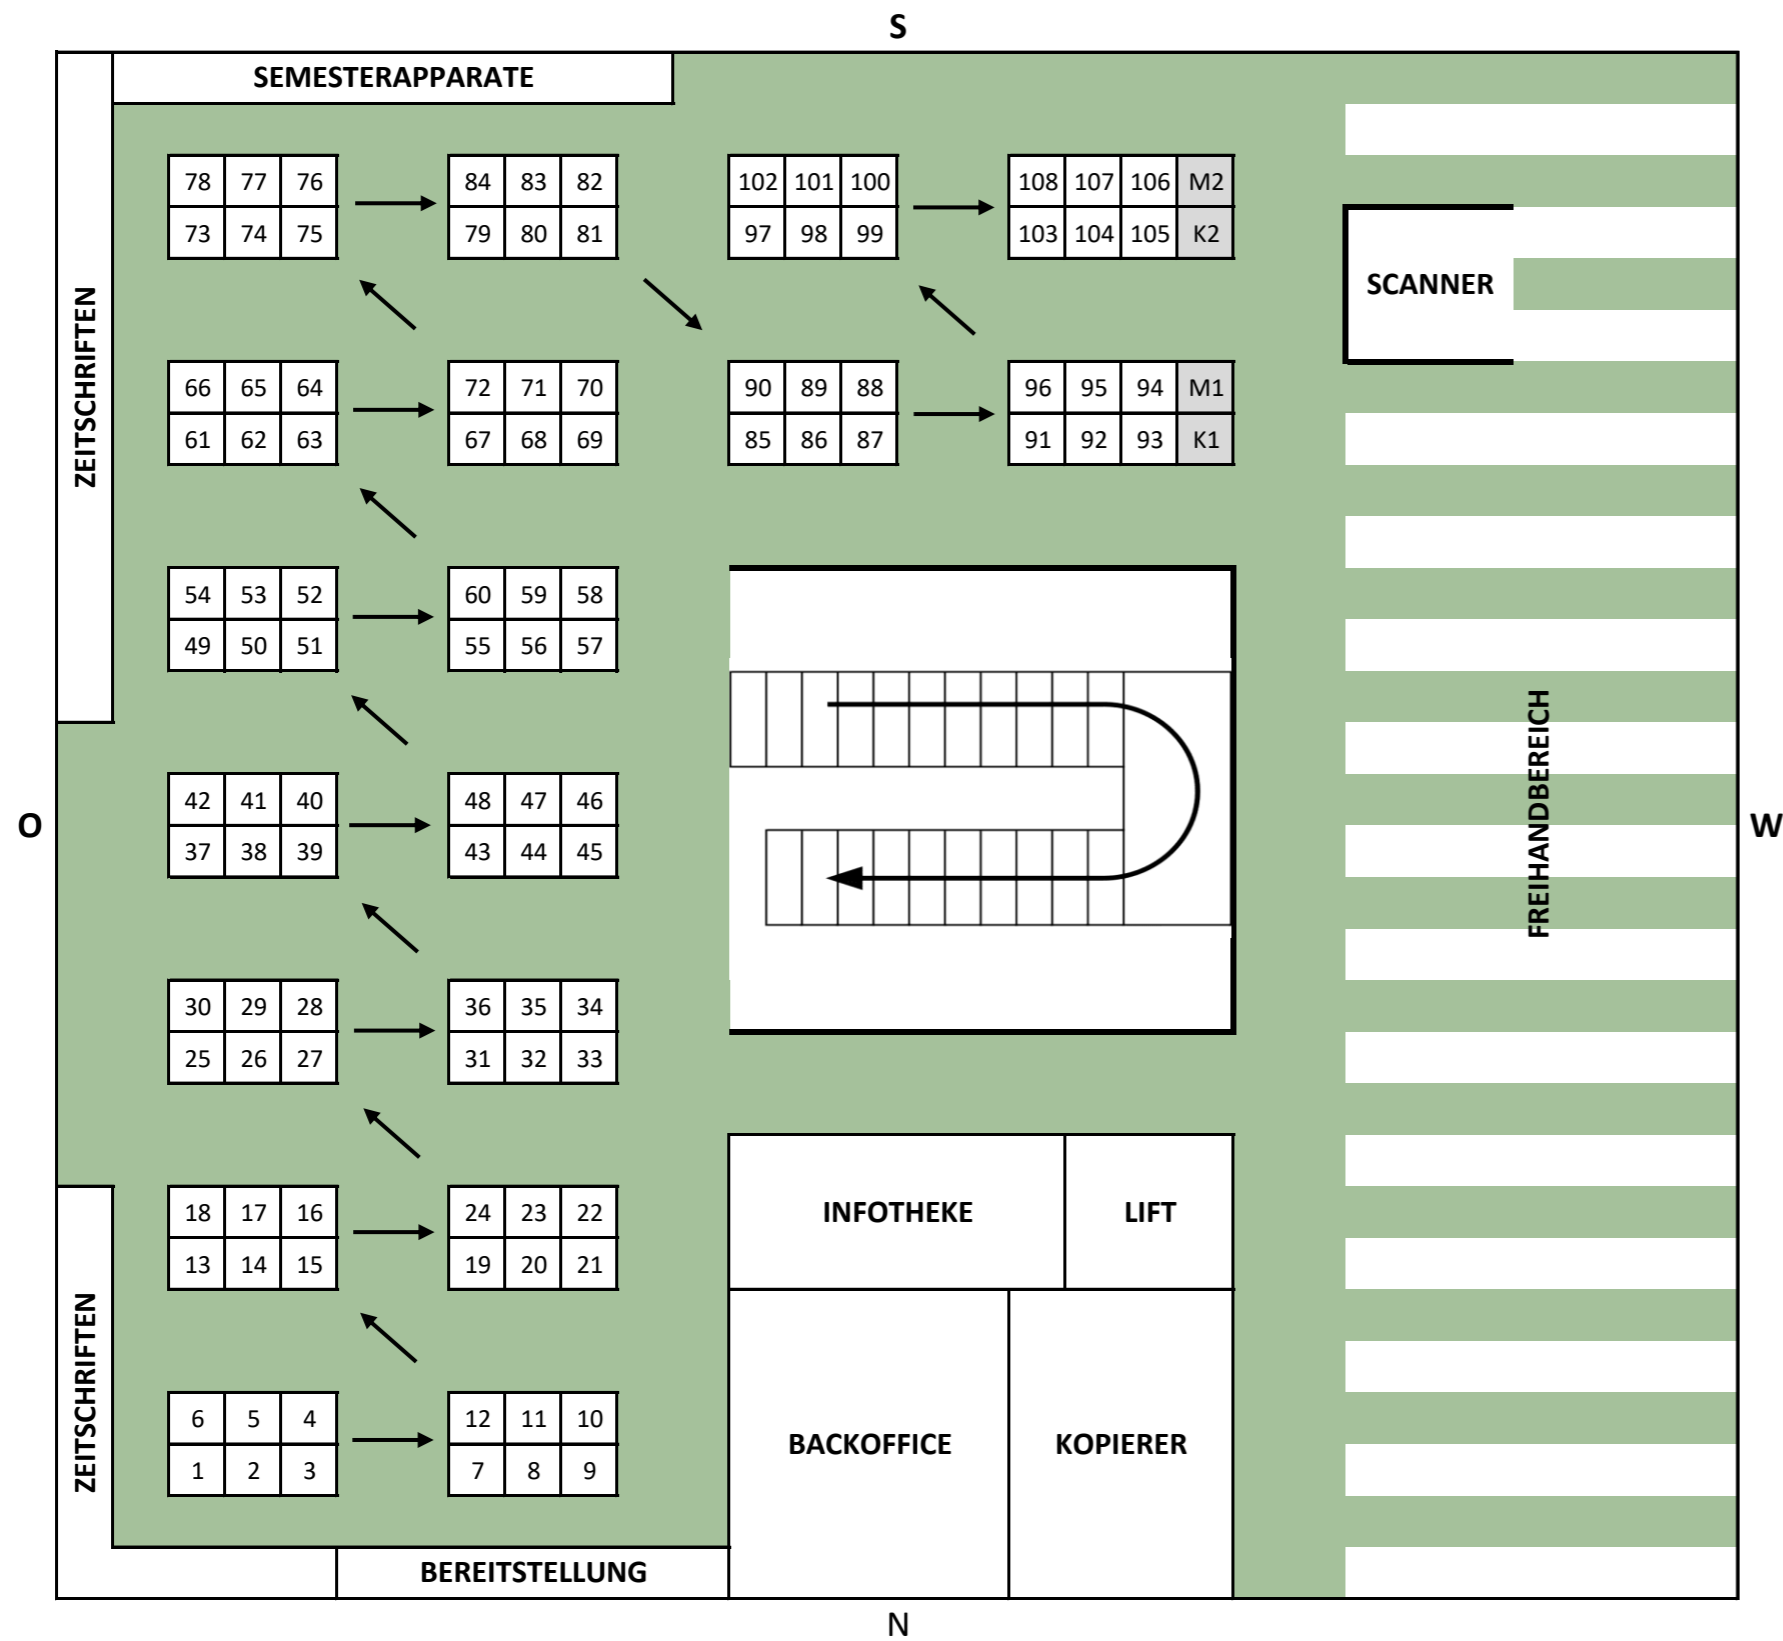 S
SEMESTERAPPARATE
78 77 76
73 74 75
84 83 82
79 80 81
102 101 100
97 98 99
108 107 106 M2
103 104 105 K2
SCANNER
ZEITSCHRIFTEN
66 65 64
61 62 63
72 71 70
67 68 69
90 89 88
85 86 87
96 95 94 M1
91 92 93 K1
54 53 52
49 50 51
60 59 58
55 56 57
O
42 41 40
37 38 39
48 47 46
43 44 45
FREIHANDBEREICH
W
30 29 28
25 26 27
36 35 34
31 32 33
18 17 16
13 14 15
24 23 22
19 20 21
INFOTHEKE
LIFT
ZEITSCHRIFTEN
6 5 4
1 2 3
12 11 10
7 8 9
BACKOFFICE
KOPIERER
BEREITSTELLUNG
N